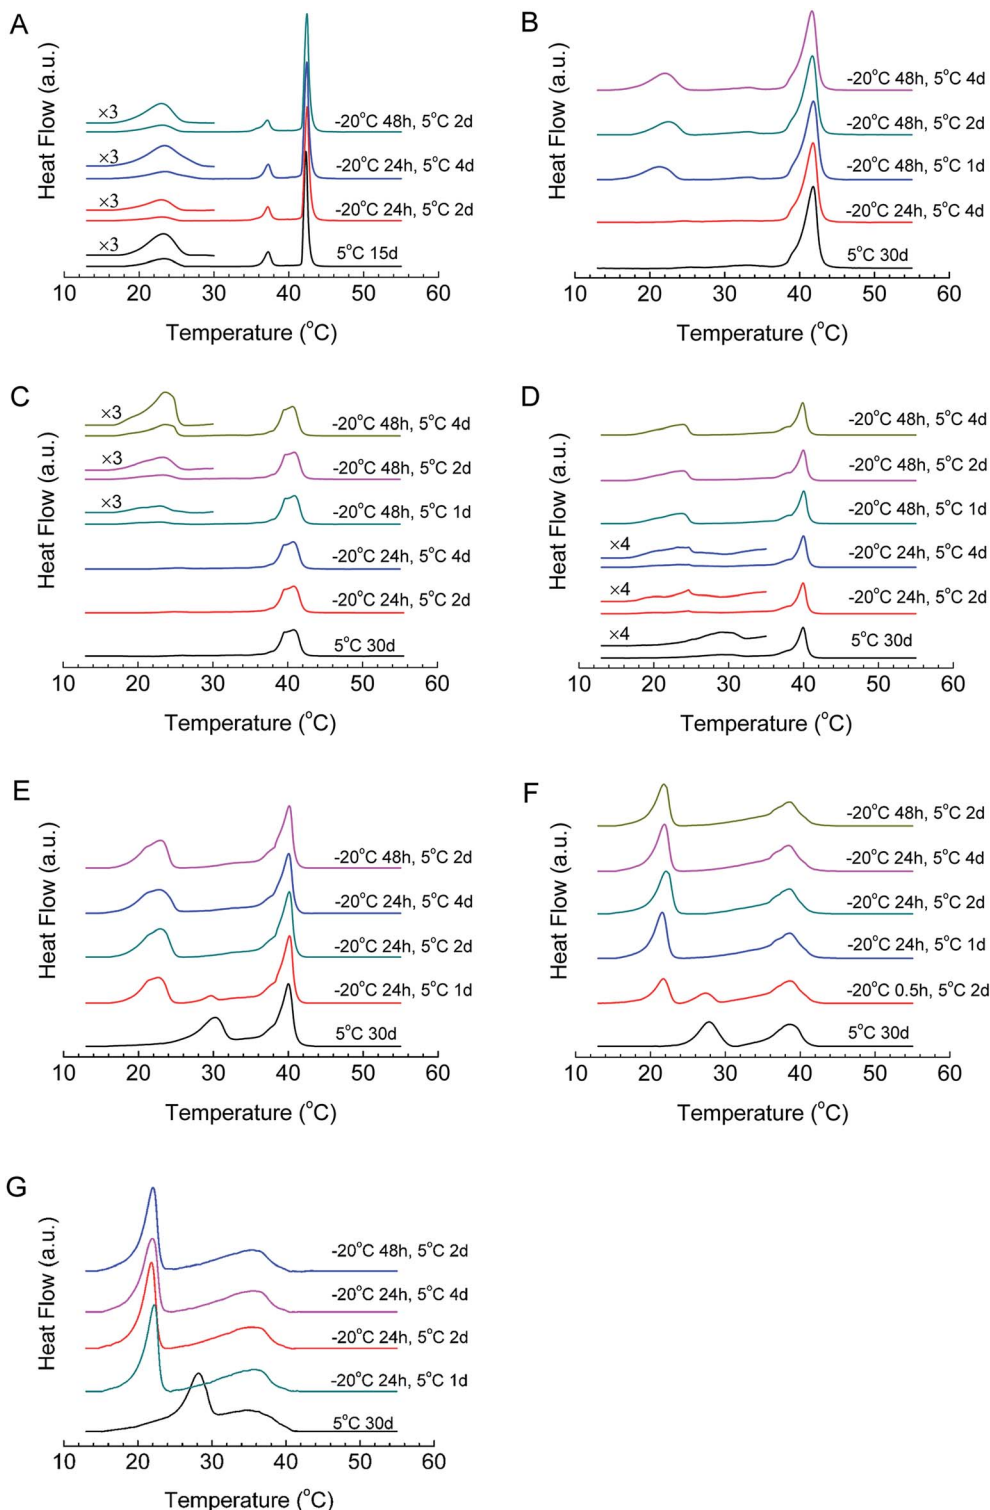 A
Heat Flow (a.u.)
×3
-20°C 48h, 5°C 2d
×3
-20°C 24h, 5°C 4d
×3
-20°C 24h, 5°C 2d
×3
5°C 15d
10 20 30 40 50 60
Temperature (°C)
B
Heat Flow (a.u.)
-20°C 48h, 5°C 4d
-20°C 48h, 5°C 2d
-20°C 48h, 5°C 1d
-20°C 24h, 5°C 4d
5°C 30d
10 20 30 40 50 60
Temperature (°C)
C
Heat Flow (a.u.)
×3
-20°C 48h, 5°C 4d
×3
-20°C 48h, 5°C 2d
×3
-20°C 48h, 5°C 1d
-20°C 24h, 5°C 4d
-20°C 24h, 5°C 2d
5°C 30d
10 20 30 40 50 60
Temperature (°C)
D
Heat Flow (a.u.)
-20°C 48h, 5°C 4d
-20°C 48h, 5°C 2d
-20°C 48h, 5°C 1d
×4
-20°C 24h, 5°C 4d
×4
-20°C 24h, 5°C 2d
×4
5°C 30d
10 20 30 40 50 60
Temperature (°C)
E
Heat Flow (a.u.)
-20°C 48h, 5°C 2d
-20°C 24h, 5°C 4d
-20°C 24h, 5°C 2d
-20°C 24h, 5°C 1d
5°C 30d
10 20 30 40 50 60
Temperature (°C)
F
Heat Flow (a.u.)
-20°C 48h, 5°C 2d
-20°C 24h, 5°C 4d
-20°C 24h, 5°C 2d
-20°C 24h, 5°C 1d
-20°C 0.5h, 5°C 2d
5°C 30d
10 20 30 40 50 60
Temperature (°C)
G
Heat Flow (a.u.)
-20°C 48h, 5°C 2d
-20°C 24h, 5°C 4d
-20°C 24h, 5°C 2d
-20°C 24h, 5°C 1d
5°C 30d
10 20 30 40 50 60
Temperature (°C)